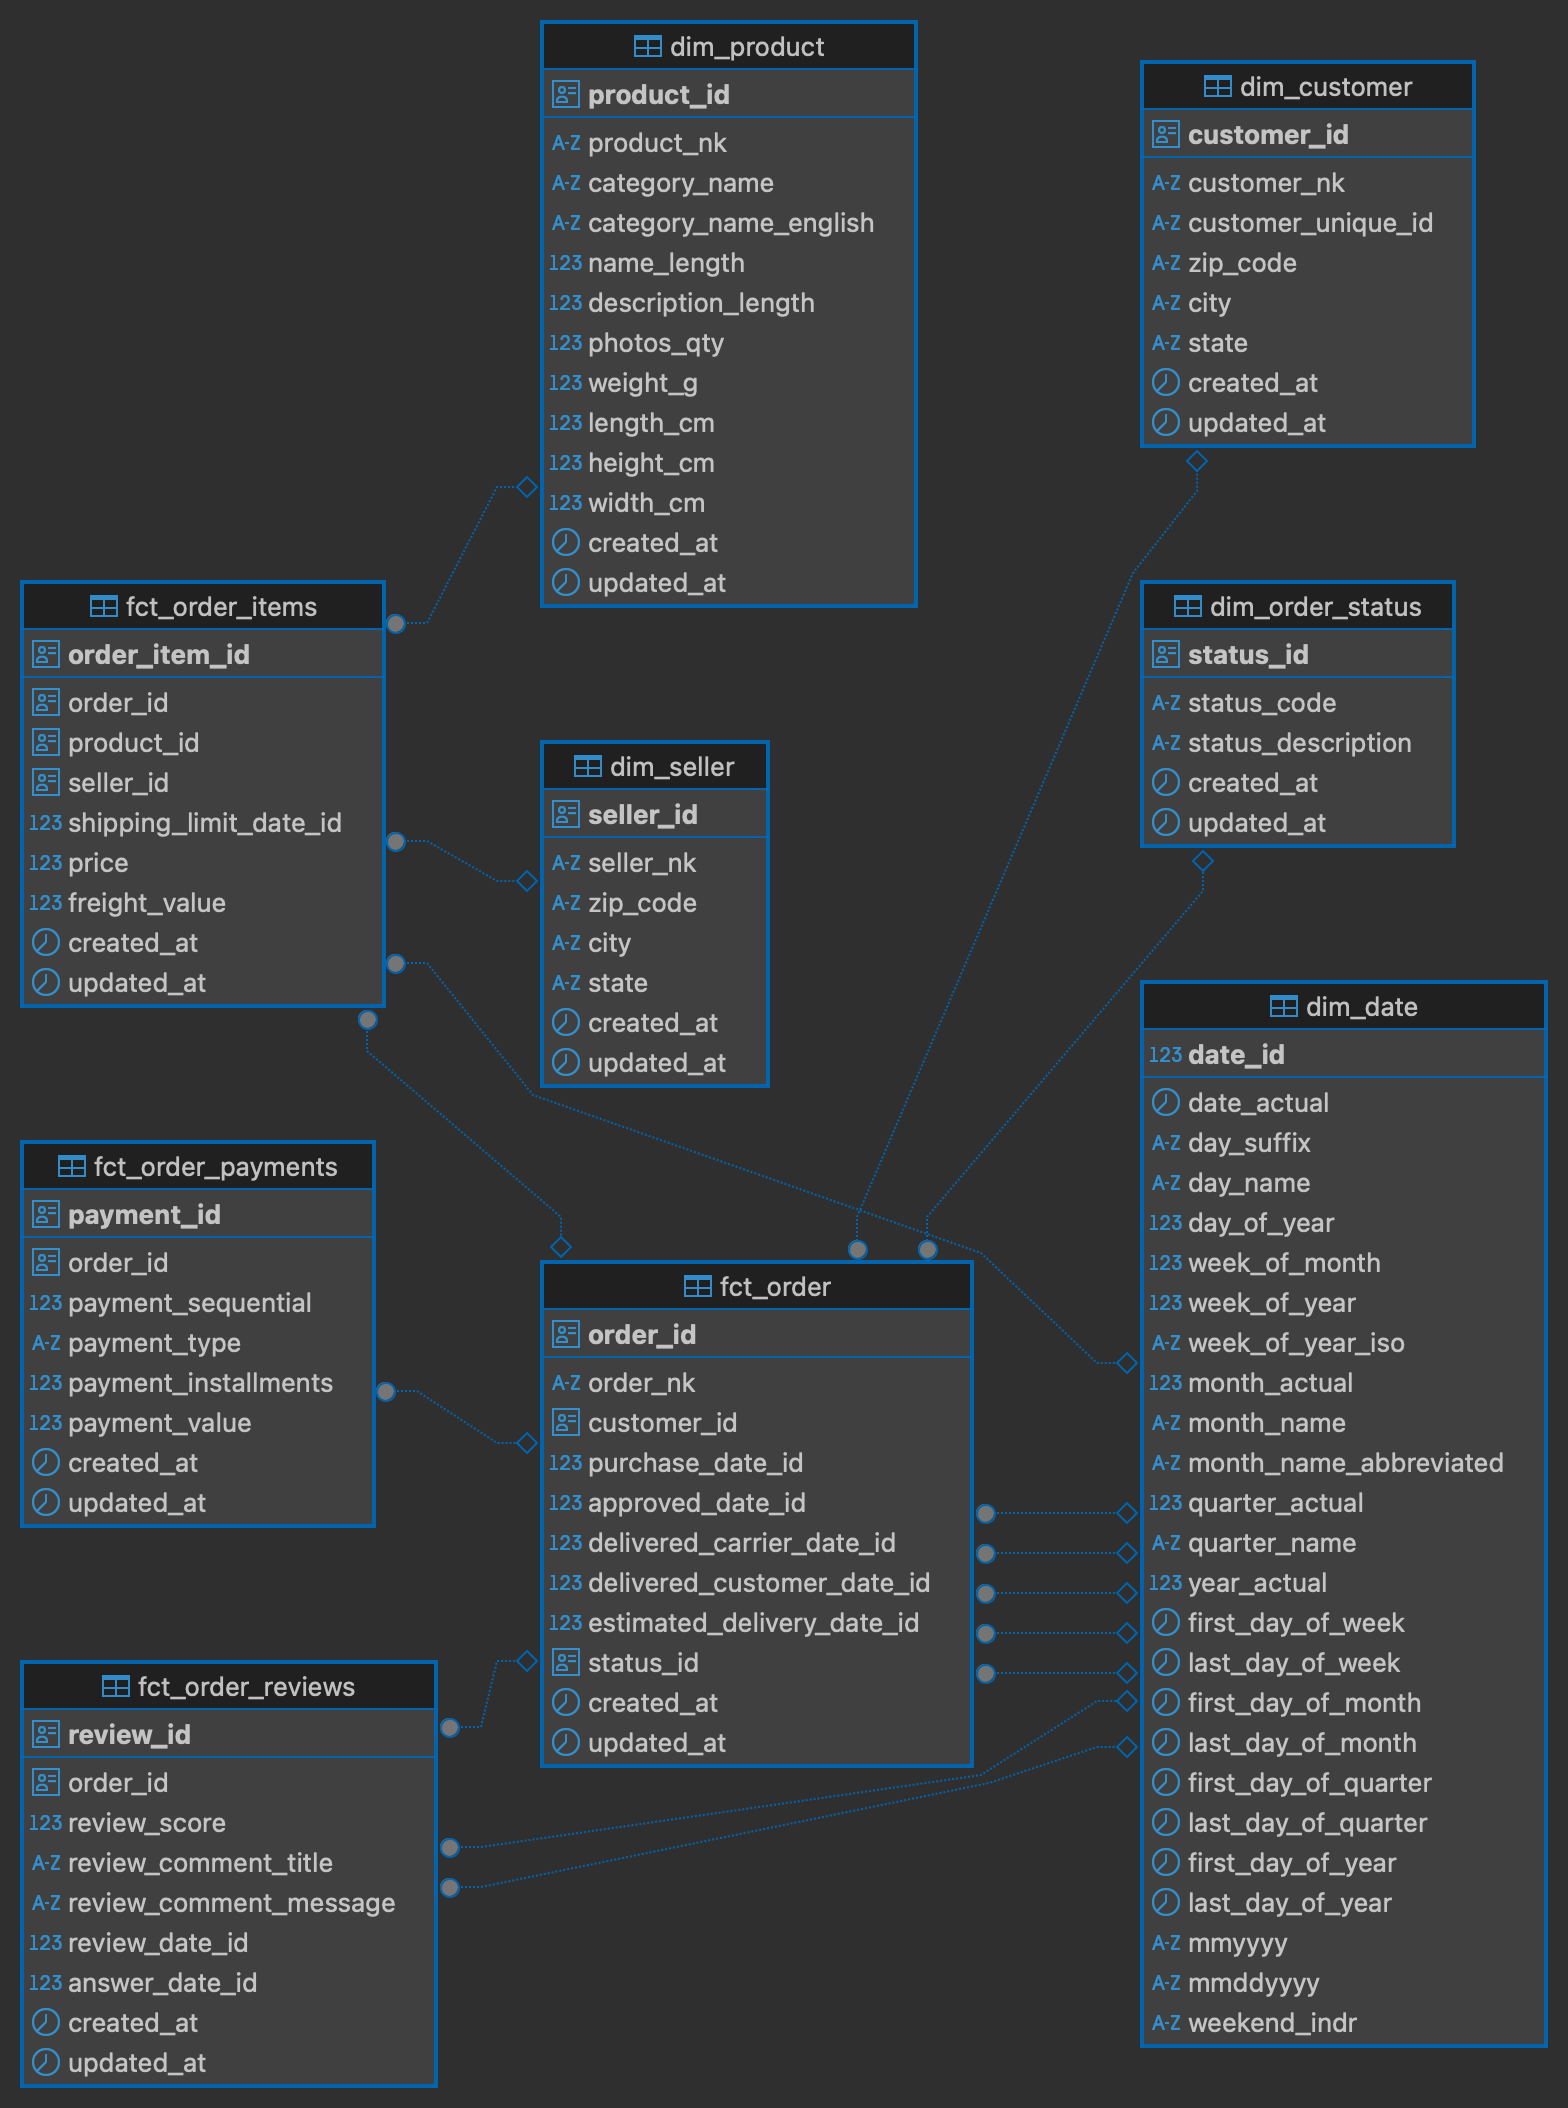 dim_product
product_id
A-Z product_nk
A-Z category_name
A-Z category_name_english
123 name_length
123 description_length
123 photos_qty
123 weight_g
123 length_cm
123 height_cm
123 width_cm
created_at
updated_at
dim_customer
customer_id
A-Z customer_nk
A-Z customer_unique_id
A-Z zip_code
A-Z city
A-Z state
created_at
updated_at
fct_order_items
order_item_id
order_id
product_id
seller_id
123 shipping_limit_date_id
123 price
123 freight_value
created_at
updated_at
dim_order_status
status_id
A-Z status_code
A-Z status_description
created_at
updated_at
dim_seller
seller_id
A-Z seller_nk
A-Z zip_code
A-Z city
A-Z state
created_at
updated_at
dim_date
123 date_id
date_actual
A-Z day_suffix
A-Z day_name
123 day_of_year
123 week_of_month
123 week_of_year
A-Z week_of_year_iso
123 month_actual
A-Z month_name
A-Z month_name_abbreviated
123 quarter_actual
A-Z quarter_name
123 year_actual
first_day_of_week
last_day_of_week
first_day_of_month
last_day_of_month
first_day_of_quarter
last_day_of_quarter
first_day_of_year
last_day_of_year
A-Z mmyyyy
A-Z mmddyyyy
A-Z weekend_indr
fct_order_payments
payment_id
order_id
123 payment_sequential
A-Z payment_type
123 payment_installments
123 payment_value
created_at
updated_at
fct_order
order_id
A-Z order_nk
customer_id
123 purchase_date_id
123 approved_date_id
123 delivered_carrier_date_id
123 delivered_customer_date_id
123 estimated_delivery_date_id
status_id
created_at
updated_at
fct_order_reviews
review_id
order_id
123 review_score
A-Z review_comment_title
A-Z review_comment_message
123 review_date_id
123 answer_date_id
created_at
updated_at